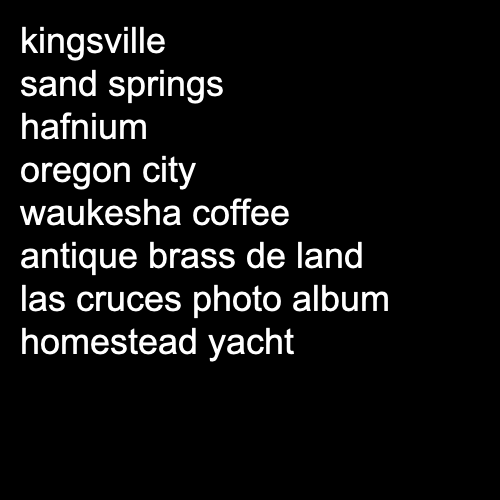 kingsville
sand springs
hafnium
oregon city
waukesha coffee
antique brass de land
las cruces photo album
homestead yacht